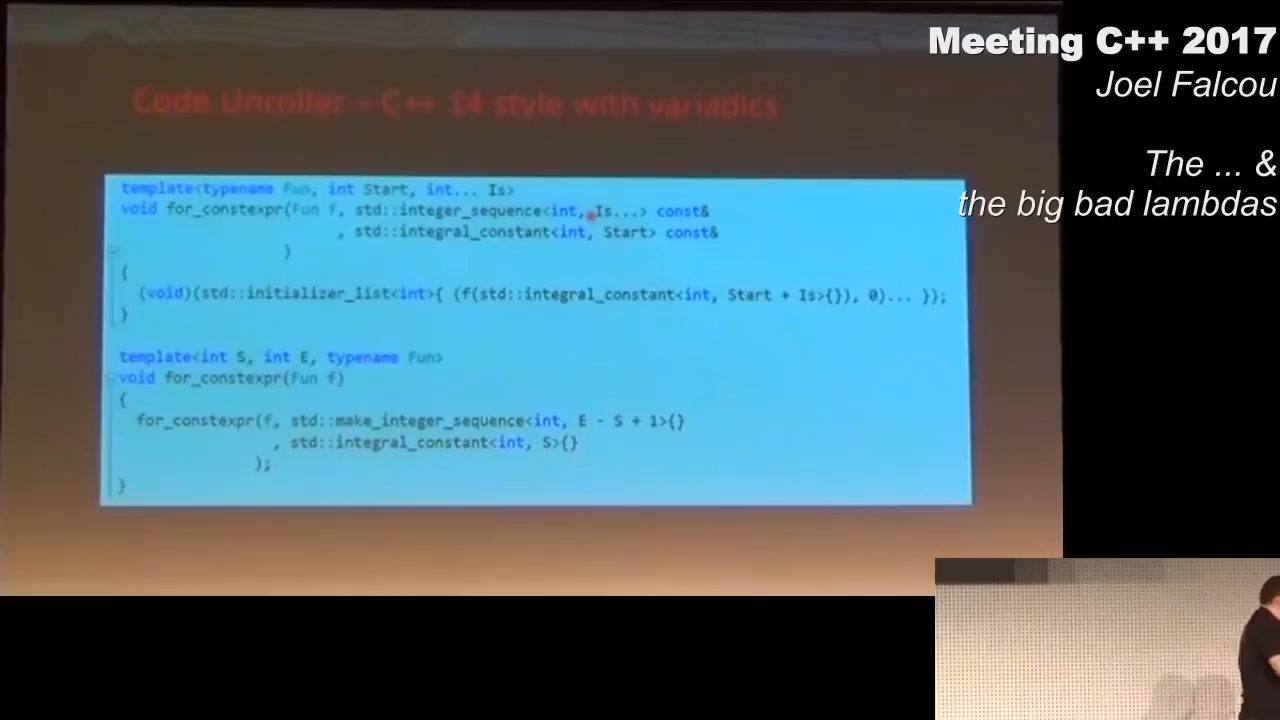 Meeting C++ 2017
Joel Falcou
The ... &
the big bad lambdas
Code Unroller – C++ 14 style with variadics
template<typename Fun, int Start, int... Is>
void for_constexpr(Fun f, std::integer_sequence<int, Is...> const&
, std::integral_constant<int, Start> const&
)
{
(void)(std::initializer_list<int>{ (f(std::integral_constant<int, Start + Is>{}), 0)... });
}
template<int S, int E, typename Fun>
void for_constexpr(Fun f)
{
for_constexpr(f, std::make_integer_sequence<int, E - S + 1>{}
, std::integral_constant<int, S>{}
);
}